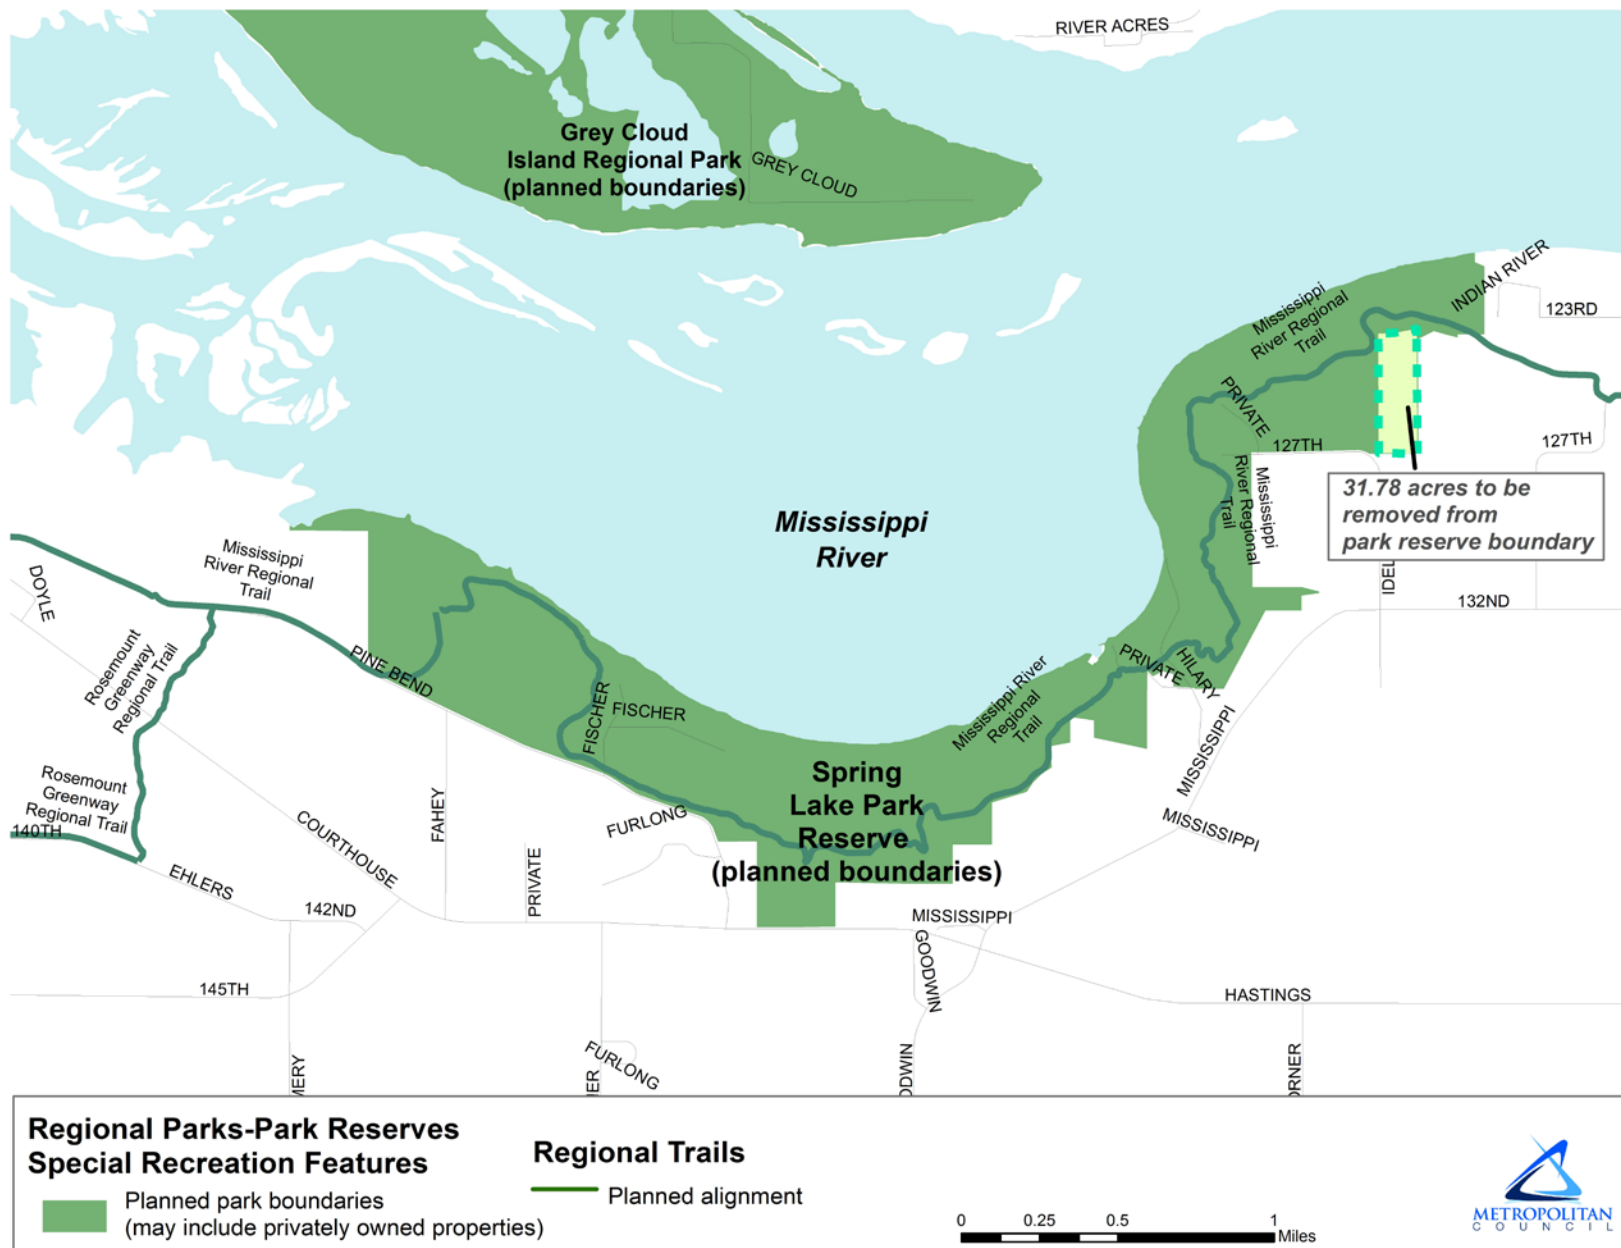 RIVER ACRES
Grey Cloud
Island Regional Park
(planned boundaries)
GREY CLOUD
INDIAN RIVER
123RD
Mississippi
River Regional
Trail
PRIVATE
127TH
127TH
Mississippi
River Regional
Trail
31.78 acres to be
removed from
park reserve boundary
IDEL
132ND
Mississippi
River
Mississippi
River Regional
Trail
DOYLE
Rosemount
Greenway
Regional Trail
PINE BEND
FISCHER
FISCHER
Mississippi River
Regional
Trail
PRIVATE
HILARY
MISSISSIPPI
MISSISSIPPI
Rosemount
Greenway
Regional Trail
140TH
EHLERS
COURTHOUSE
FAHEY
PRIVATE
FURLONG
Spring
Lake Park
Reserve
(planned boundaries)
142ND
MISSISSIPPI
GOODWIN
145TH
HASTINGS
MERY
HER
FURLONG
ODWIN
ORNER
Regional Parks-Park Reserves
Special Recreation Features
Planned park boundaries
(may include privately owned properties)
Regional Trails
Planned alignment
0 0.25 0.5 1
Miles
METROPOLITAN
COUNCIL